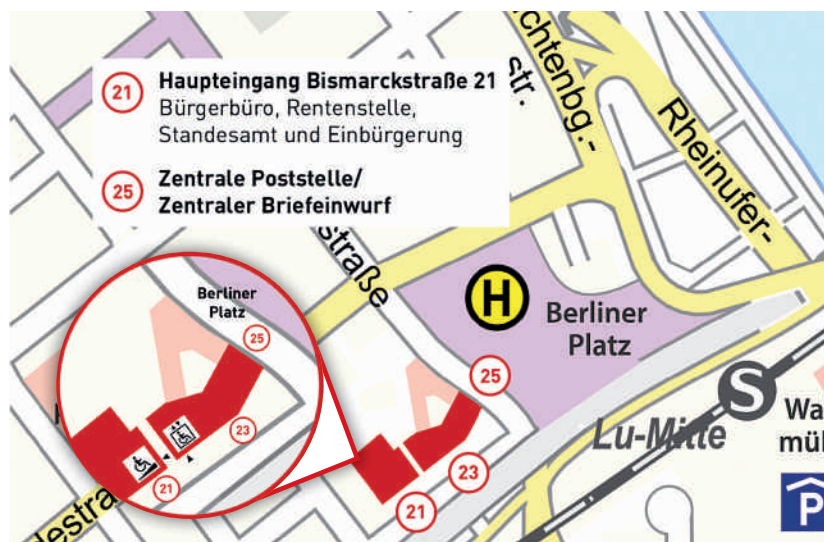 21
Haupteingang Bismarckstraße 21
Bürgerbüro, Rentenstelle,
Standesamt und Einbürgerung
25
Zentrale Poststelle/
Zentraler Briefeinwurf
chtenbg.-
str.
Rheinufer-
straße
H
Berliner
Platz
Berliner
Platz
25
23
21
25
23
21
Lu-Mitte
S
Wa
mül
P
destra